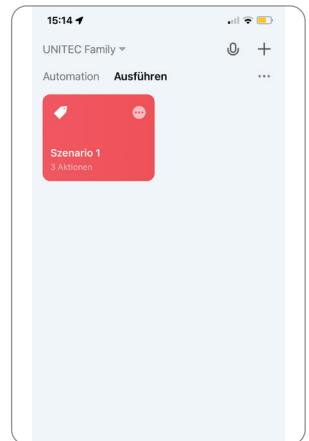 15:14
UNITEC Family
Automation Ausführen
Szenario 1
3 Aktionen